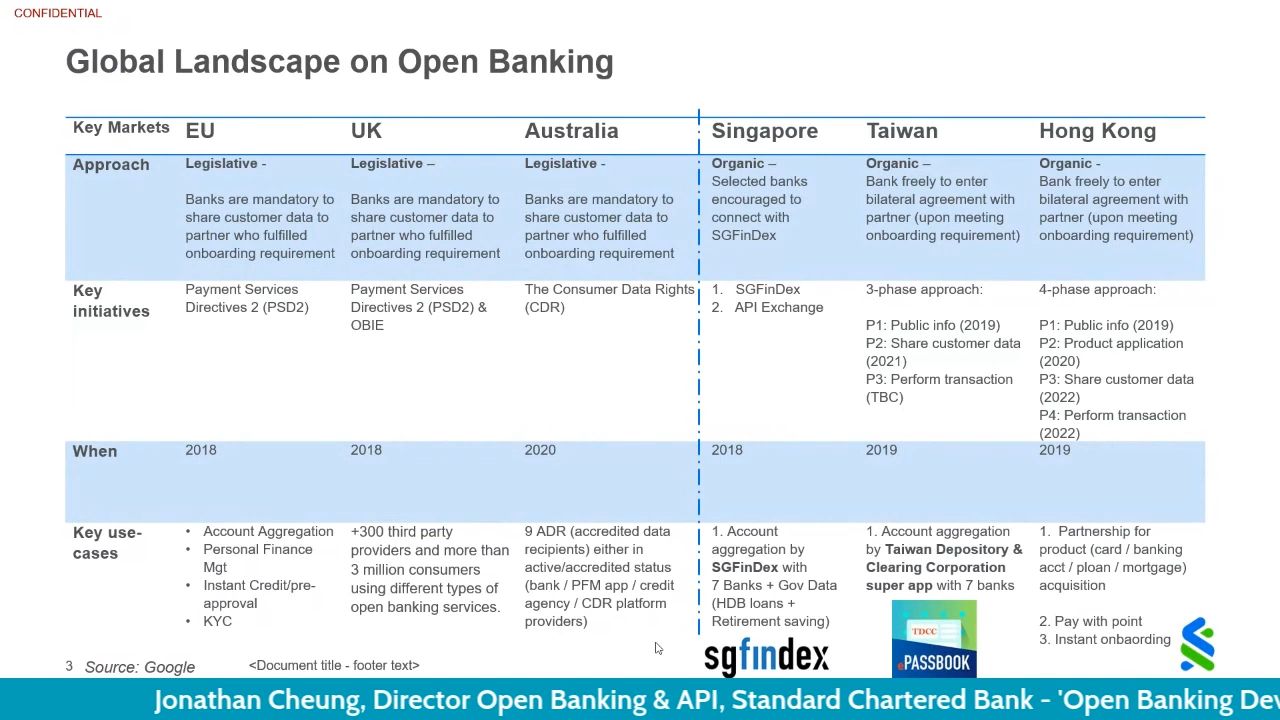 CONFIDENTIAL
Global Landscape on Open Banking
Key Markets EU UK Australia Singapore Taiwan Hong Kong
Approach
Legislative -
Banks are mandatory to
share customer data to
partner who fulfilled
onboarding requirement
Legislative –
Banks are mandatory to
share customer data to
partner who fulfilled
onboarding requirement
Legislative -
Banks are mandatory to
share customer data to
partner who fulfilled
onboarding requirement
Organic –
Selected banks
encouraged to
connect with
SGFinDex
Organic –
Bank freely to enter
bilateral agreement with
partner (upon meeting
onboarding requirement)
Organic -
Bank freely to enter
bilateral agreement with
partner (upon meeting
onboarding requirement)
Key
initiatives
Payment Services
Directives 2 (PSD2)
Payment Services
Directives 2 (PSD2) &
OBIE
The Consumer Data Rights
(CDR)
1. SGFinDex
2. API Exchange
3-phase approach:
P1: Public info (2019)
P2: Share customer data
(2021)
P3: Perform transaction
(TBC)
4-phase approach:
P1: Public info (2019)
P2: Product application
(2020)
P3: Share customer data
(2022)
P4: Perform transaction
(2022)
When 2018 2018 2020 2018 2019 2019
Key use-
cases
• Account Aggregation
• Personal Finance
Mgt
• Instant Credit/pre-
approval
• KYC
+300 third party
providers and more than
3 million consumers
using different types of
open banking services.
9 ADR (accredited data
recipients) either in
active/accredited status
(bank / PFM app / credit
agency / CDR platform
providers)
1. Account
aggregation by
SGFinDex with
7 Banks + Gov Data
(HDB loans +
Retirement saving)
1. Account aggregation
by Taiwan Depository &
Clearing Corporation
super app with 7 banks
1. Partnership for
product (card / banking
acct / ploan / mortgage)
acquisition
2. Pay with point
3. Instant onbaording
sgfindex
TDCC
ePASSBOOK
3 Source: Google <Document title - footer text>
Jonathan Cheung, Director Open Banking & API, Standard Chartered Bank - 'Open Banking Dev